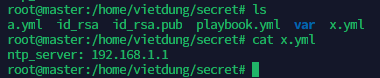 root@master:/home/vietdung/secret# ls
a.yml  id_rsa  id_rsa.pub  playbook.yml  var  x.yml
root@master:/home/vietdung/secret# cat x.yml
ntp_server: 192.168.1.1
root@master:/home/vietdung/secret#